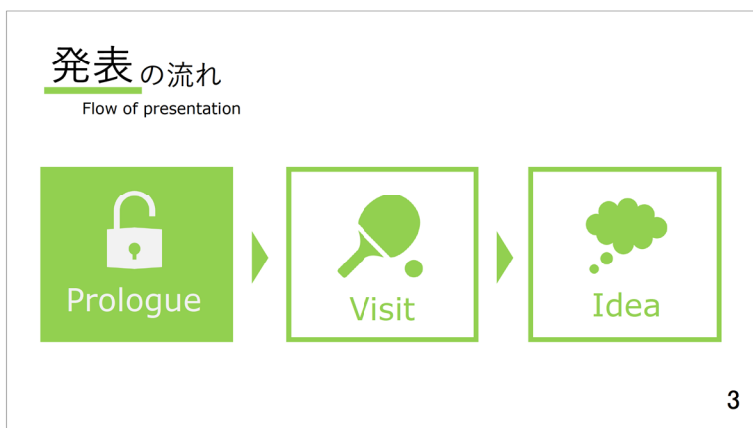 発表の流れ
Flow of presentation
Prologue
Visit
Idea
3